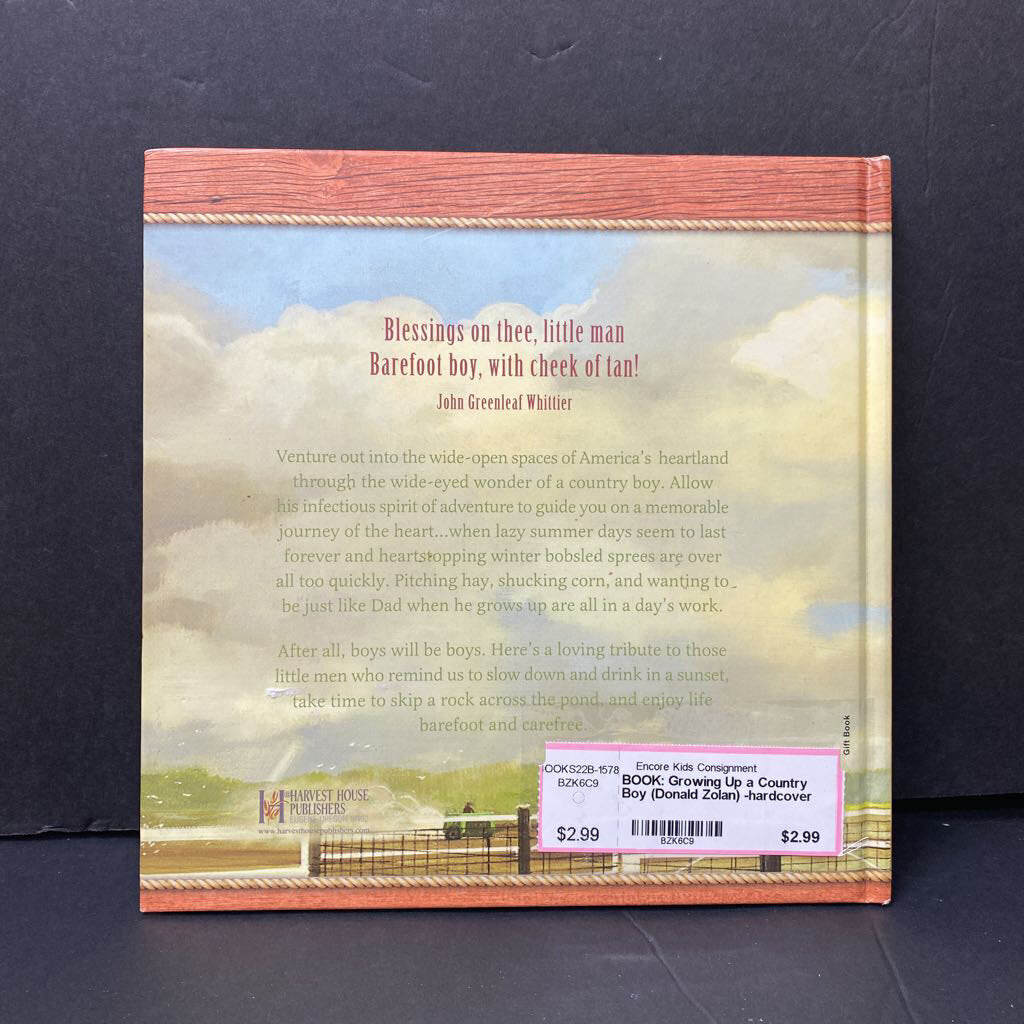 Blessings on thee, little man
Barefoot boy, with cheek of tan!
John Greenleaf Whittier
Venture out into the wide-open spaces of America's heartland
through the wide-eyed wonder of a country boy. Allow
his infectious spirit of adventure to guide you on a memorable
journey of the heart...when lazy summer days seem to last
forever and heartstopping winter bobsled sprees are over
all too quickly. Pitching hay, shucking corn, and wanting to
be just like Dad when he grows up are all in a day's work.
After all, boys will be boys. Here's a loving tribute to those
little men who remind us to slow down and drink in a sunset,
take time to skip a rock across the pond, and enjoy life
barefoot and carefree.
Gift Book
HARVEST HOUSE
PUBLISHERS
EUGENE, OREGON 97402
www.harvesthousepublishers.com
OOKS22B-1578
BZK6C9
$2.99
Encore Kids Consignment
BOOK: Growing Up a Country
Boy (Donald Zolan) -hardcover
BZK6C9
$2.99